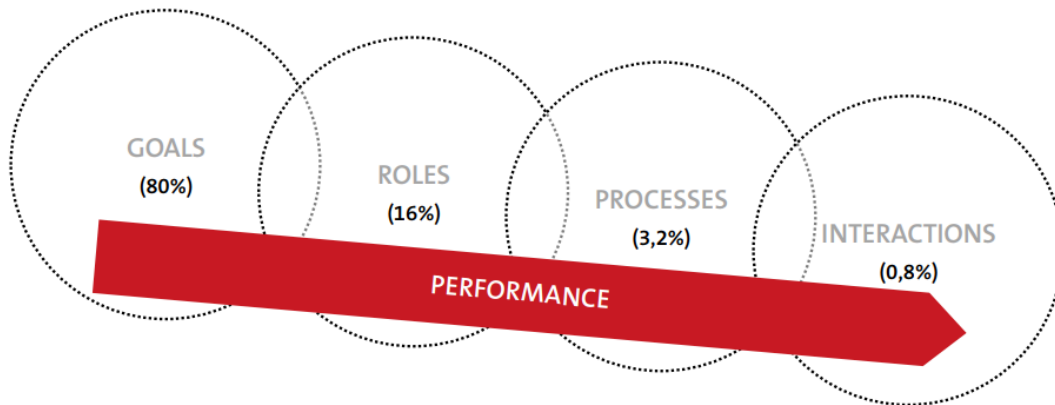 GOALS
(80%)
ROLES
(16%)
PROCESSES
(3,2%)
INTERACTIONS
(0,8%)
PERFORMANCE